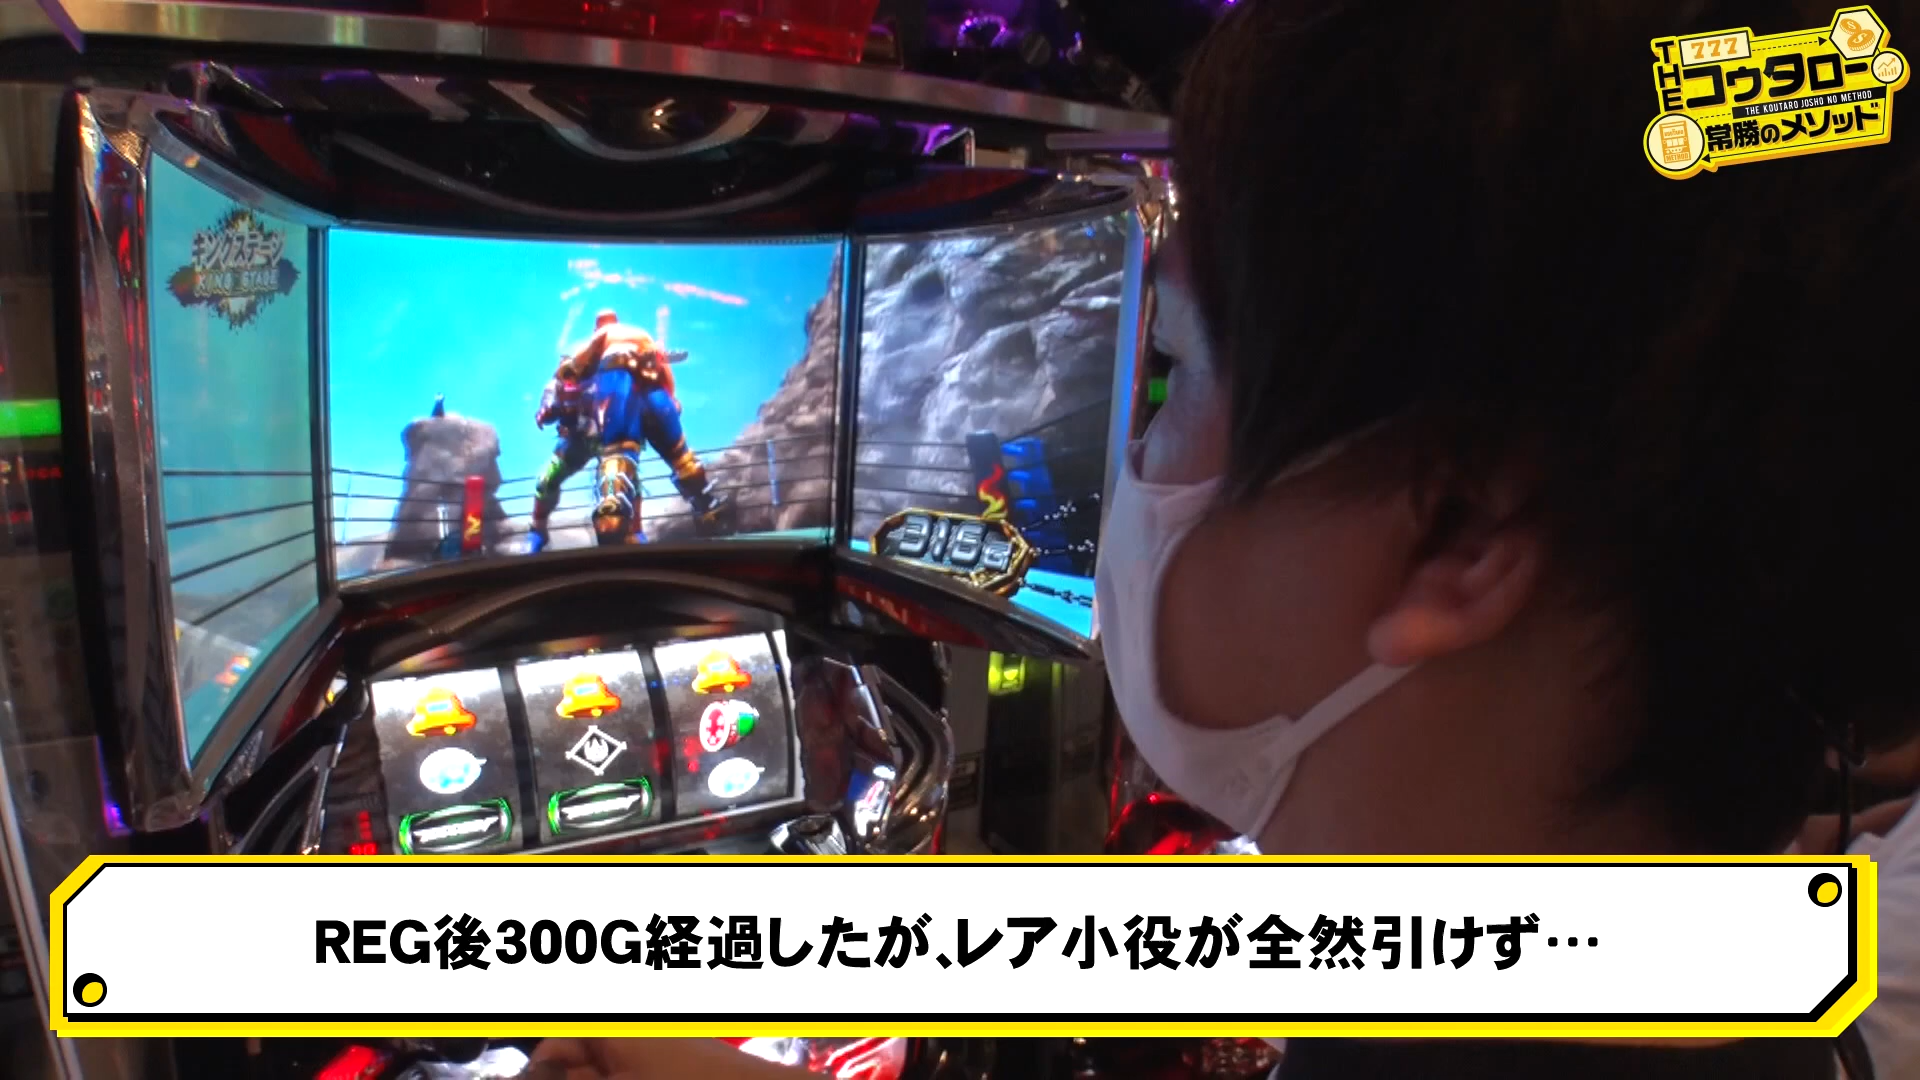 777
THE
コウタロー
THE KOUTARO JOSHO NO METHOD
常勝のメソッド
キングステージ
KING STAGE
316G
REG後300G経過したが、レア小役が全然引けず…